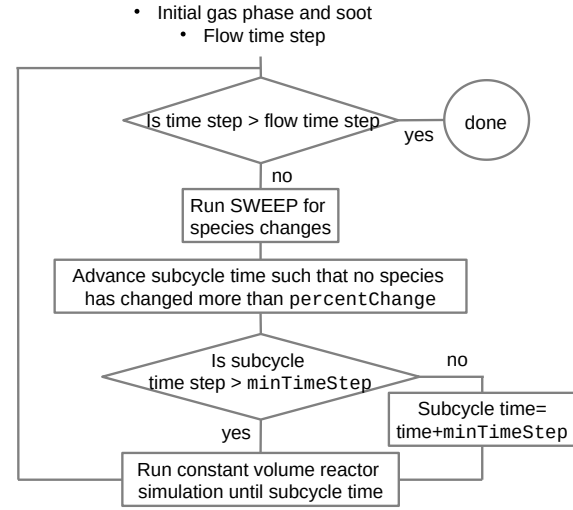 • Initial gas phase and soot
• Flow time step
Is time step > flow time step
yes
done
no
Run SWEEP for
species changes
Advance subcycle time such that no species
has changed more than percentChange
Is subcycle
time step > minTimeStep
no
Subcycle time=
time+minTimeStep
yes
Run constant volume reactor
simulation until subcycle time